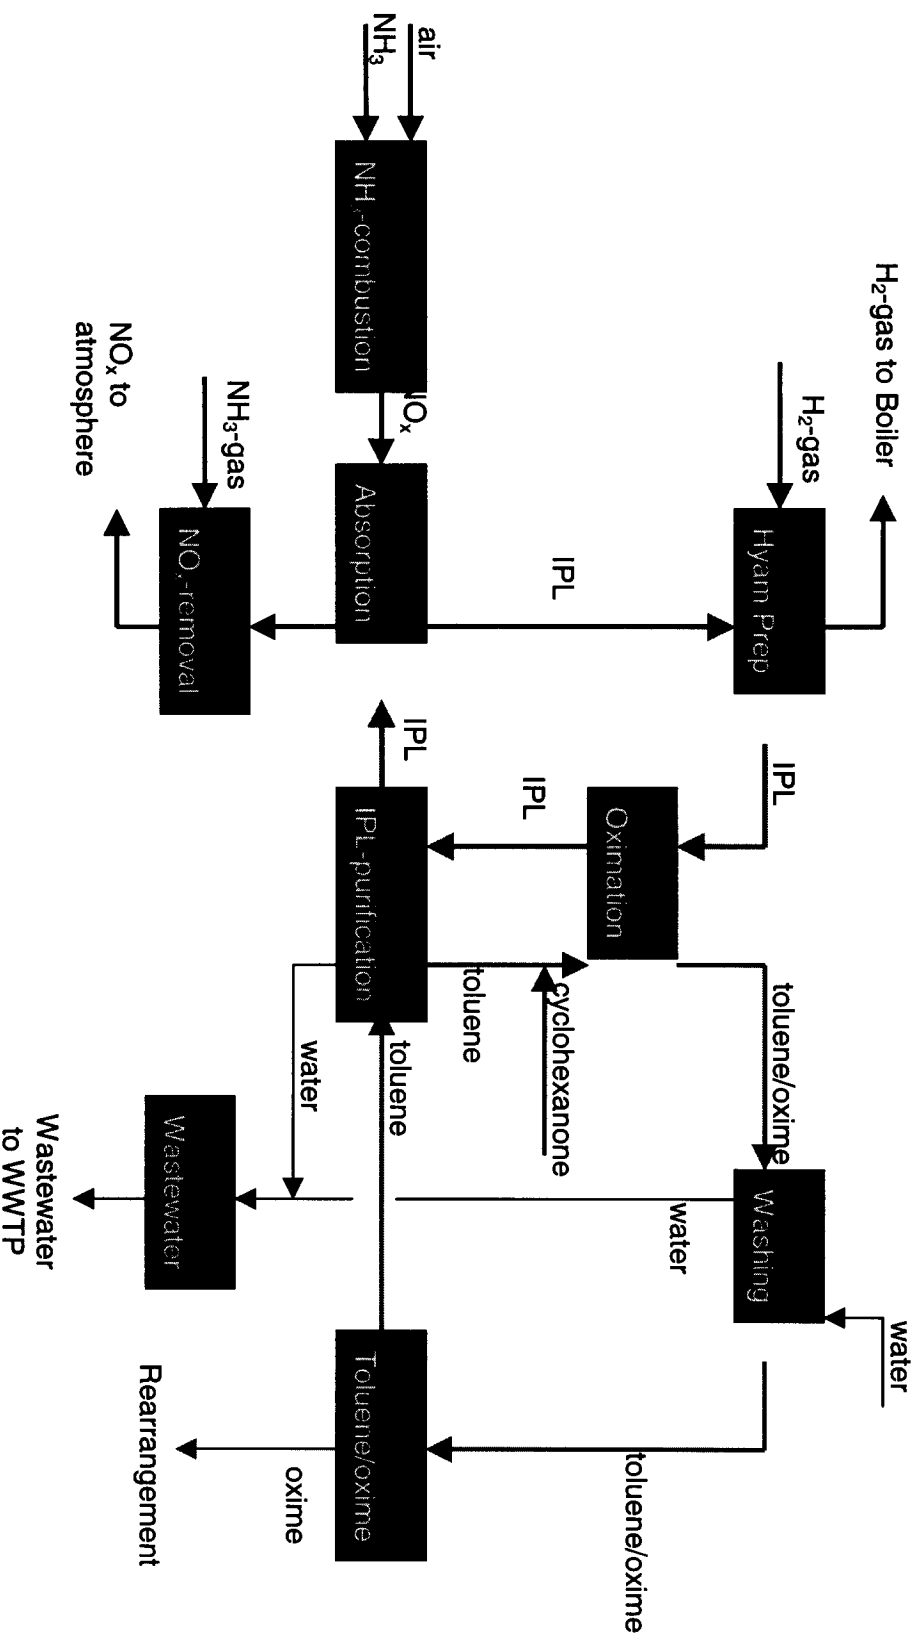 H₂-gas to Boiler
water
H₂-gas
IPL
toluene/oxime
Hyam Prep
Washing
IPL
Oximation
IPL
cyclohexanone
water
toluene/oxime
toluene
air
NH₃
NOₓ
IPL
toluene
NH₃-combustion
Absorption
IPL-purification
Toluene/oxime
water
oxime
NH₃-gas
NOₓ-removal
Wastewater
Rearrangement
NOₓ to
atmosphere
Wastewater
to WWTP